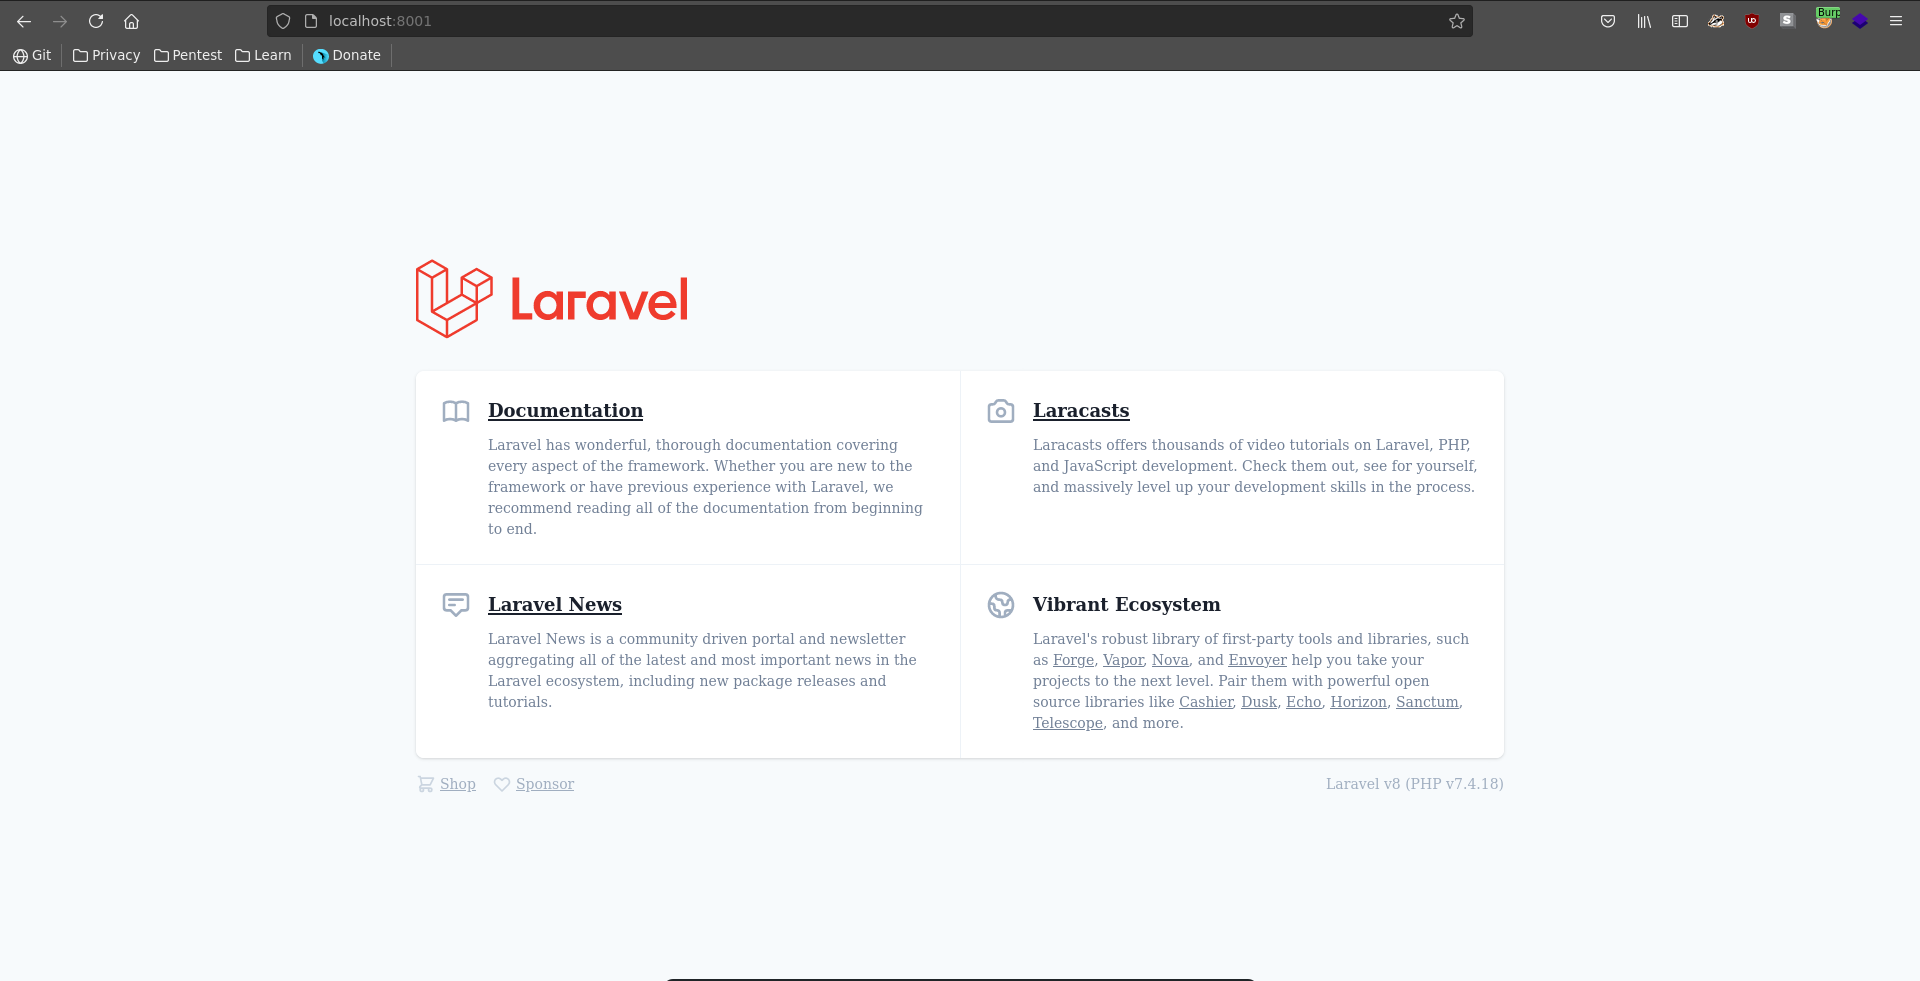 localhost:8001
Burp
UD
S
Git Privacy Pentest Learn Donate
Laravel
Documentation
Laravel has wonderful, thorough documentation covering
every aspect of the framework. Whether you are new to the
framework or have previous experience with Laravel, we
recommend reading all of the documentation from beginning
to end.
Laracasts
Laracasts offers thousands of video tutorials on Laravel, PHP,
and JavaScript development. Check them out, see for yourself,
and massively level up your development skills in the process.
Laravel News
Laravel News is a community driven portal and newsletter
aggregating all of the latest and most important news in the
Laravel ecosystem, including new package releases and
tutorials.
Vibrant Ecosystem
Laravel's robust library of first-party tools and libraries, such
as Forge, Vapor, Nova, and Envoyer help you take your
projects to the next level. Pair them with powerful open
source libraries like Cashier, Dusk, Echo, Horizon, Sanctum,
Telescope, and more.
Shop Sponsor
Laravel v8 (PHP v7.4.18)